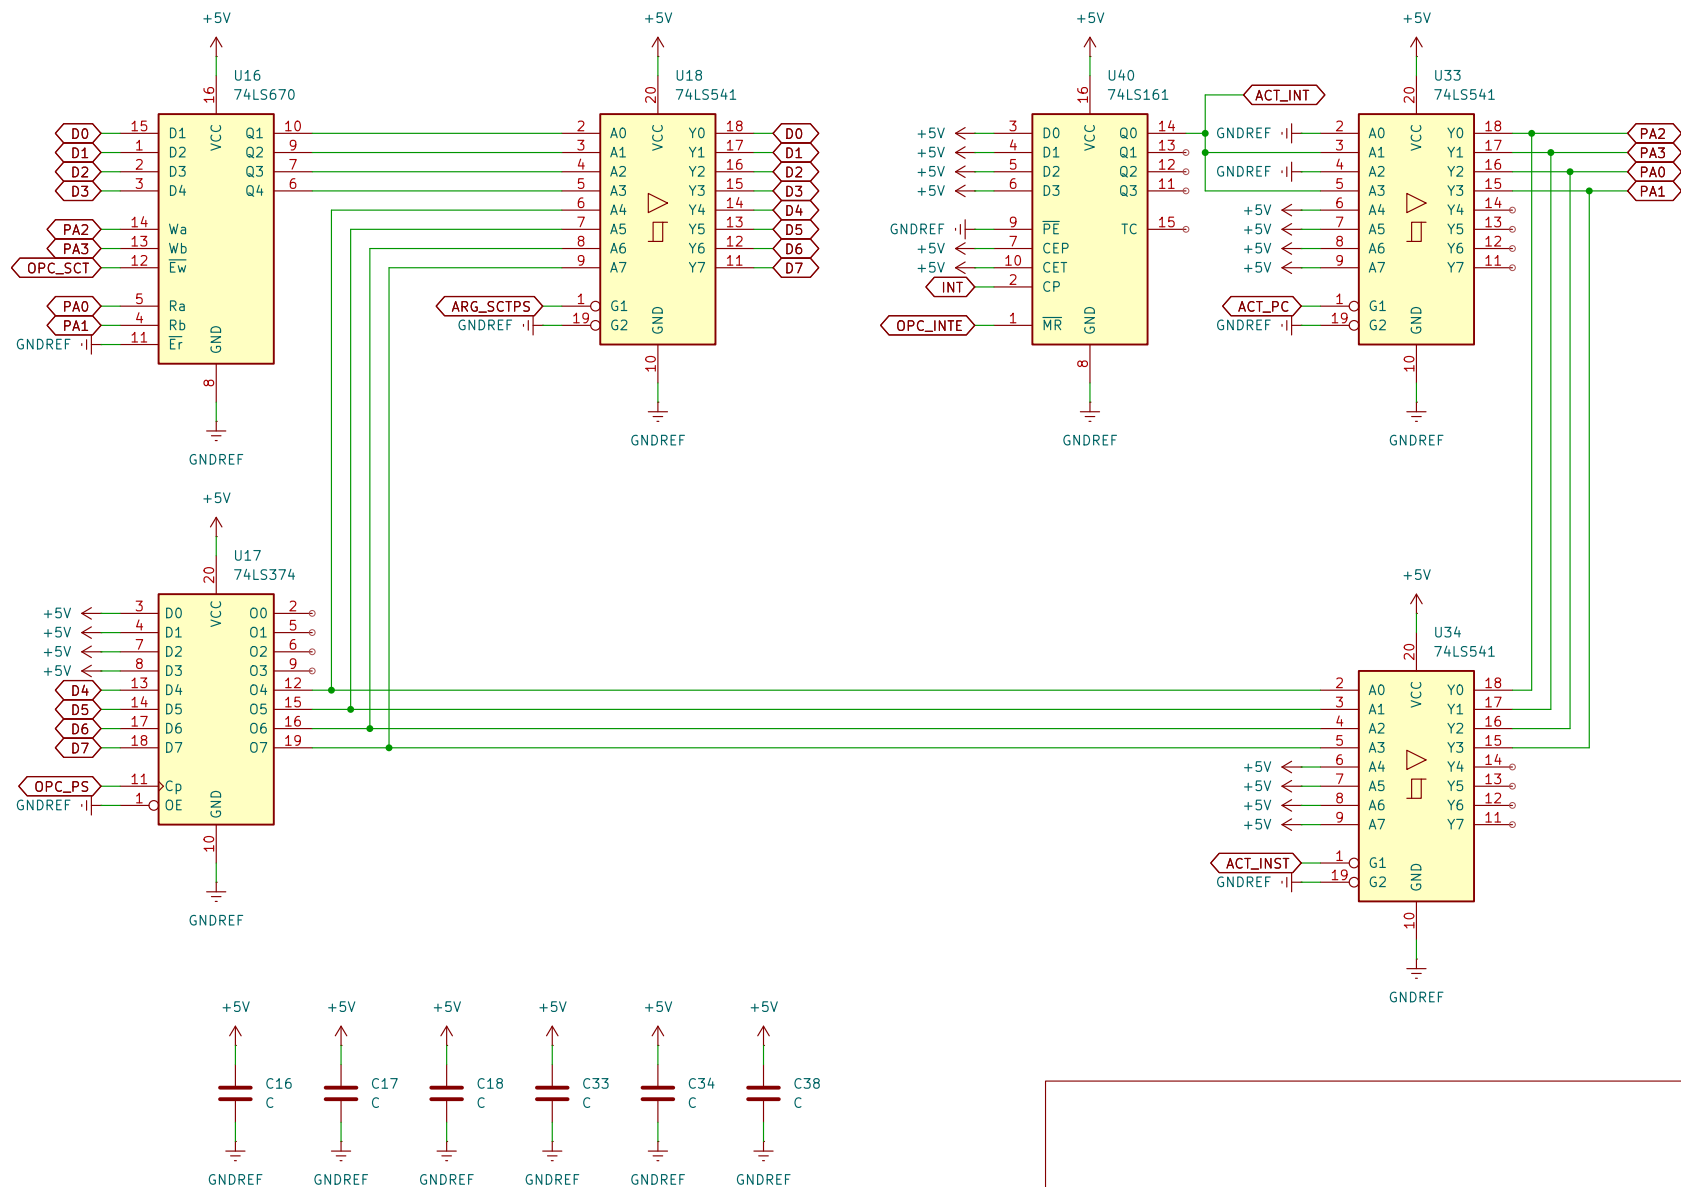 +5V
+5V
+5V
+5V
U16
74LS670
16
VCC
D0 15 D1 Q1 10
D1 1 D2 Q2 9
D2 2 D3 Q3 7
D3 3 D4 Q4 6
PA2 14 Wa
PA3 13 Wb
OPC_SCT 12 Ew
PA0 5 Ra
PA1 4 Rb
GNDREF 11 Er
GND
8
GNDREF
U18
74LS541
20
VCC
2 A0 Y0 18 D0
3 A1 Y1 17 D1
4 A2 Y2 16 D2
5 A3 Y3 15 D3
6 A4 Y4 14 D4
7 A5 Y5 13 D5
8 A6 Y6 12 D6
9 A7 Y7 11 D7
ARG_SCTPS 1 G1
GNDREF 19 G2
GND
10
GNDREF
U40
74LS161
16
VCC
+5V 3 D0 Q0 14
+5V 4 D1 Q1 13
+5V 5 D2 Q2 12
+5V 6 D3 Q3 11
GNDREF 9 PE TC 15
+5V 7 CEP
+5V 10 CET
INT 2 CP
OPC_INTE 1 MR
GND
8
GNDREF
ACT_INT
U33
74LS541
20
VCC
GNDREF 2 A0 Y0 18 PA2
3 A1 Y1 17 PA3
GNDREF 4 A2 Y2 16 PA0
5 A3 Y3 15 PA1
+5V 6 A4 Y4 14
+5V 7 A5 Y5 13
+5V 8 A6 Y6 12
+5V 9 A7 Y7 11
ACT_PC 1 G1
GNDREF 19 G2
GND
10
GNDREF
+5V
U17
74LS374
20
VCC
+5V 3 D0 O0 2
+5V 4 D1 O1 5
+5V 7 D2 O2 6
+5V 8 D3 O3 9
D4 13 D4 O4 12
D5 14 D5 O5 15
D6 17 D6 O6 16
D7 18 D7 O7 19
OPC_PS 11 Cp
GNDREF 1 OE
GND
10
GNDREF
+5V
U34
74LS541
20
VCC
2 A0 Y0 18
3 A1 Y1 17
4 A2 Y2 16
5 A3 Y3 15
+5V 6 A4 Y4 14
+5V 7 A5 Y5 13
+5V 8 A6 Y6 12
+5V 9 A7 Y7 11
ACT_INST 1 G1
GNDREF 19 G2
GND
10
GNDREF
+5V +5V +5V +5V +5V +5V
C16 C17 C18 C33 C34 C38
C C C C C C
GNDREF GNDREF GNDREF GNDREF GNDREF GNDREF